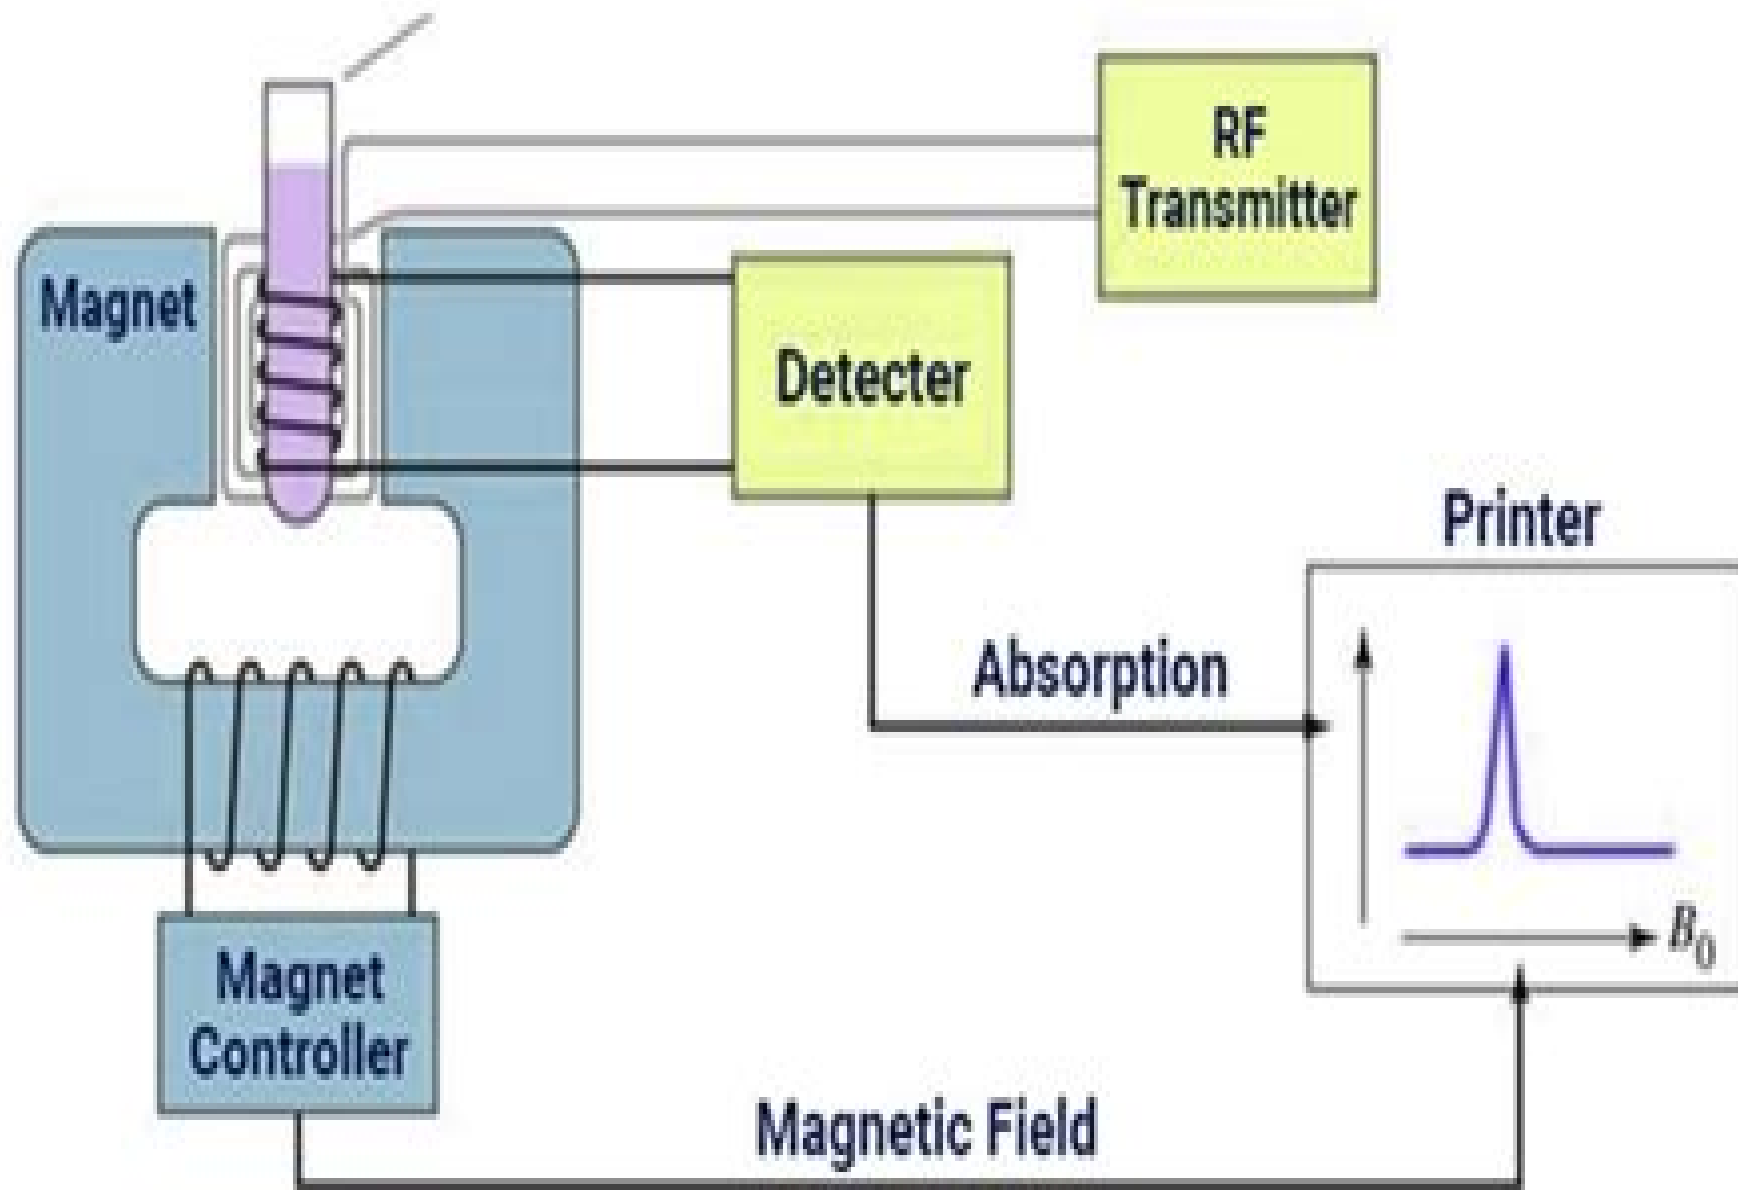 RF
Transmitter
Magnet
Detecter
Printer
Absorption
B₀
Magnet
Controller
Magnetic Field